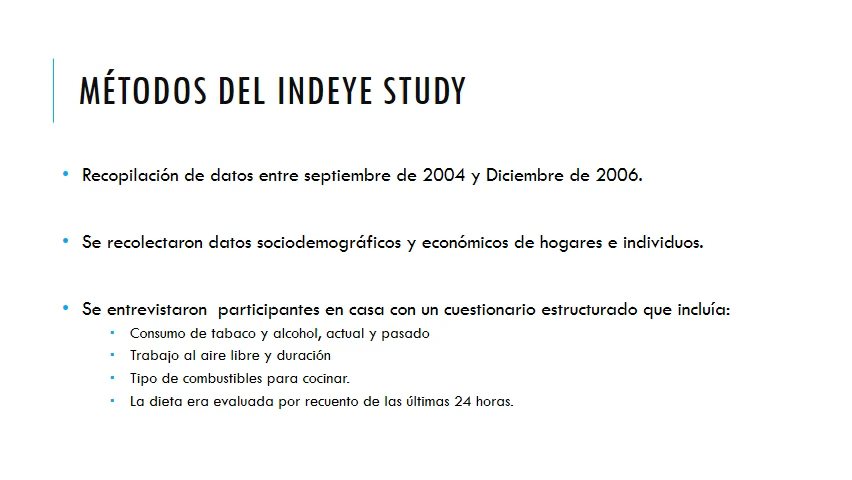 MÉTODOS DEL INDEYE STUDY
Recopilación de datos entre septiembre de 2004 y Diciembre de 2006.
Se recolectaron datos sociodemográficos y económicos de hogares e individuos.
Se entrevistaron participantes en casa con un cuestionario estructurado que incluía:
Consumo de tabaco y alcohol, actual y pasado
Trabajo al aire libre y duración
Tipo de combustibles para cocinar.
La dieta era evaluada por recuento de las últimas 24 horas.